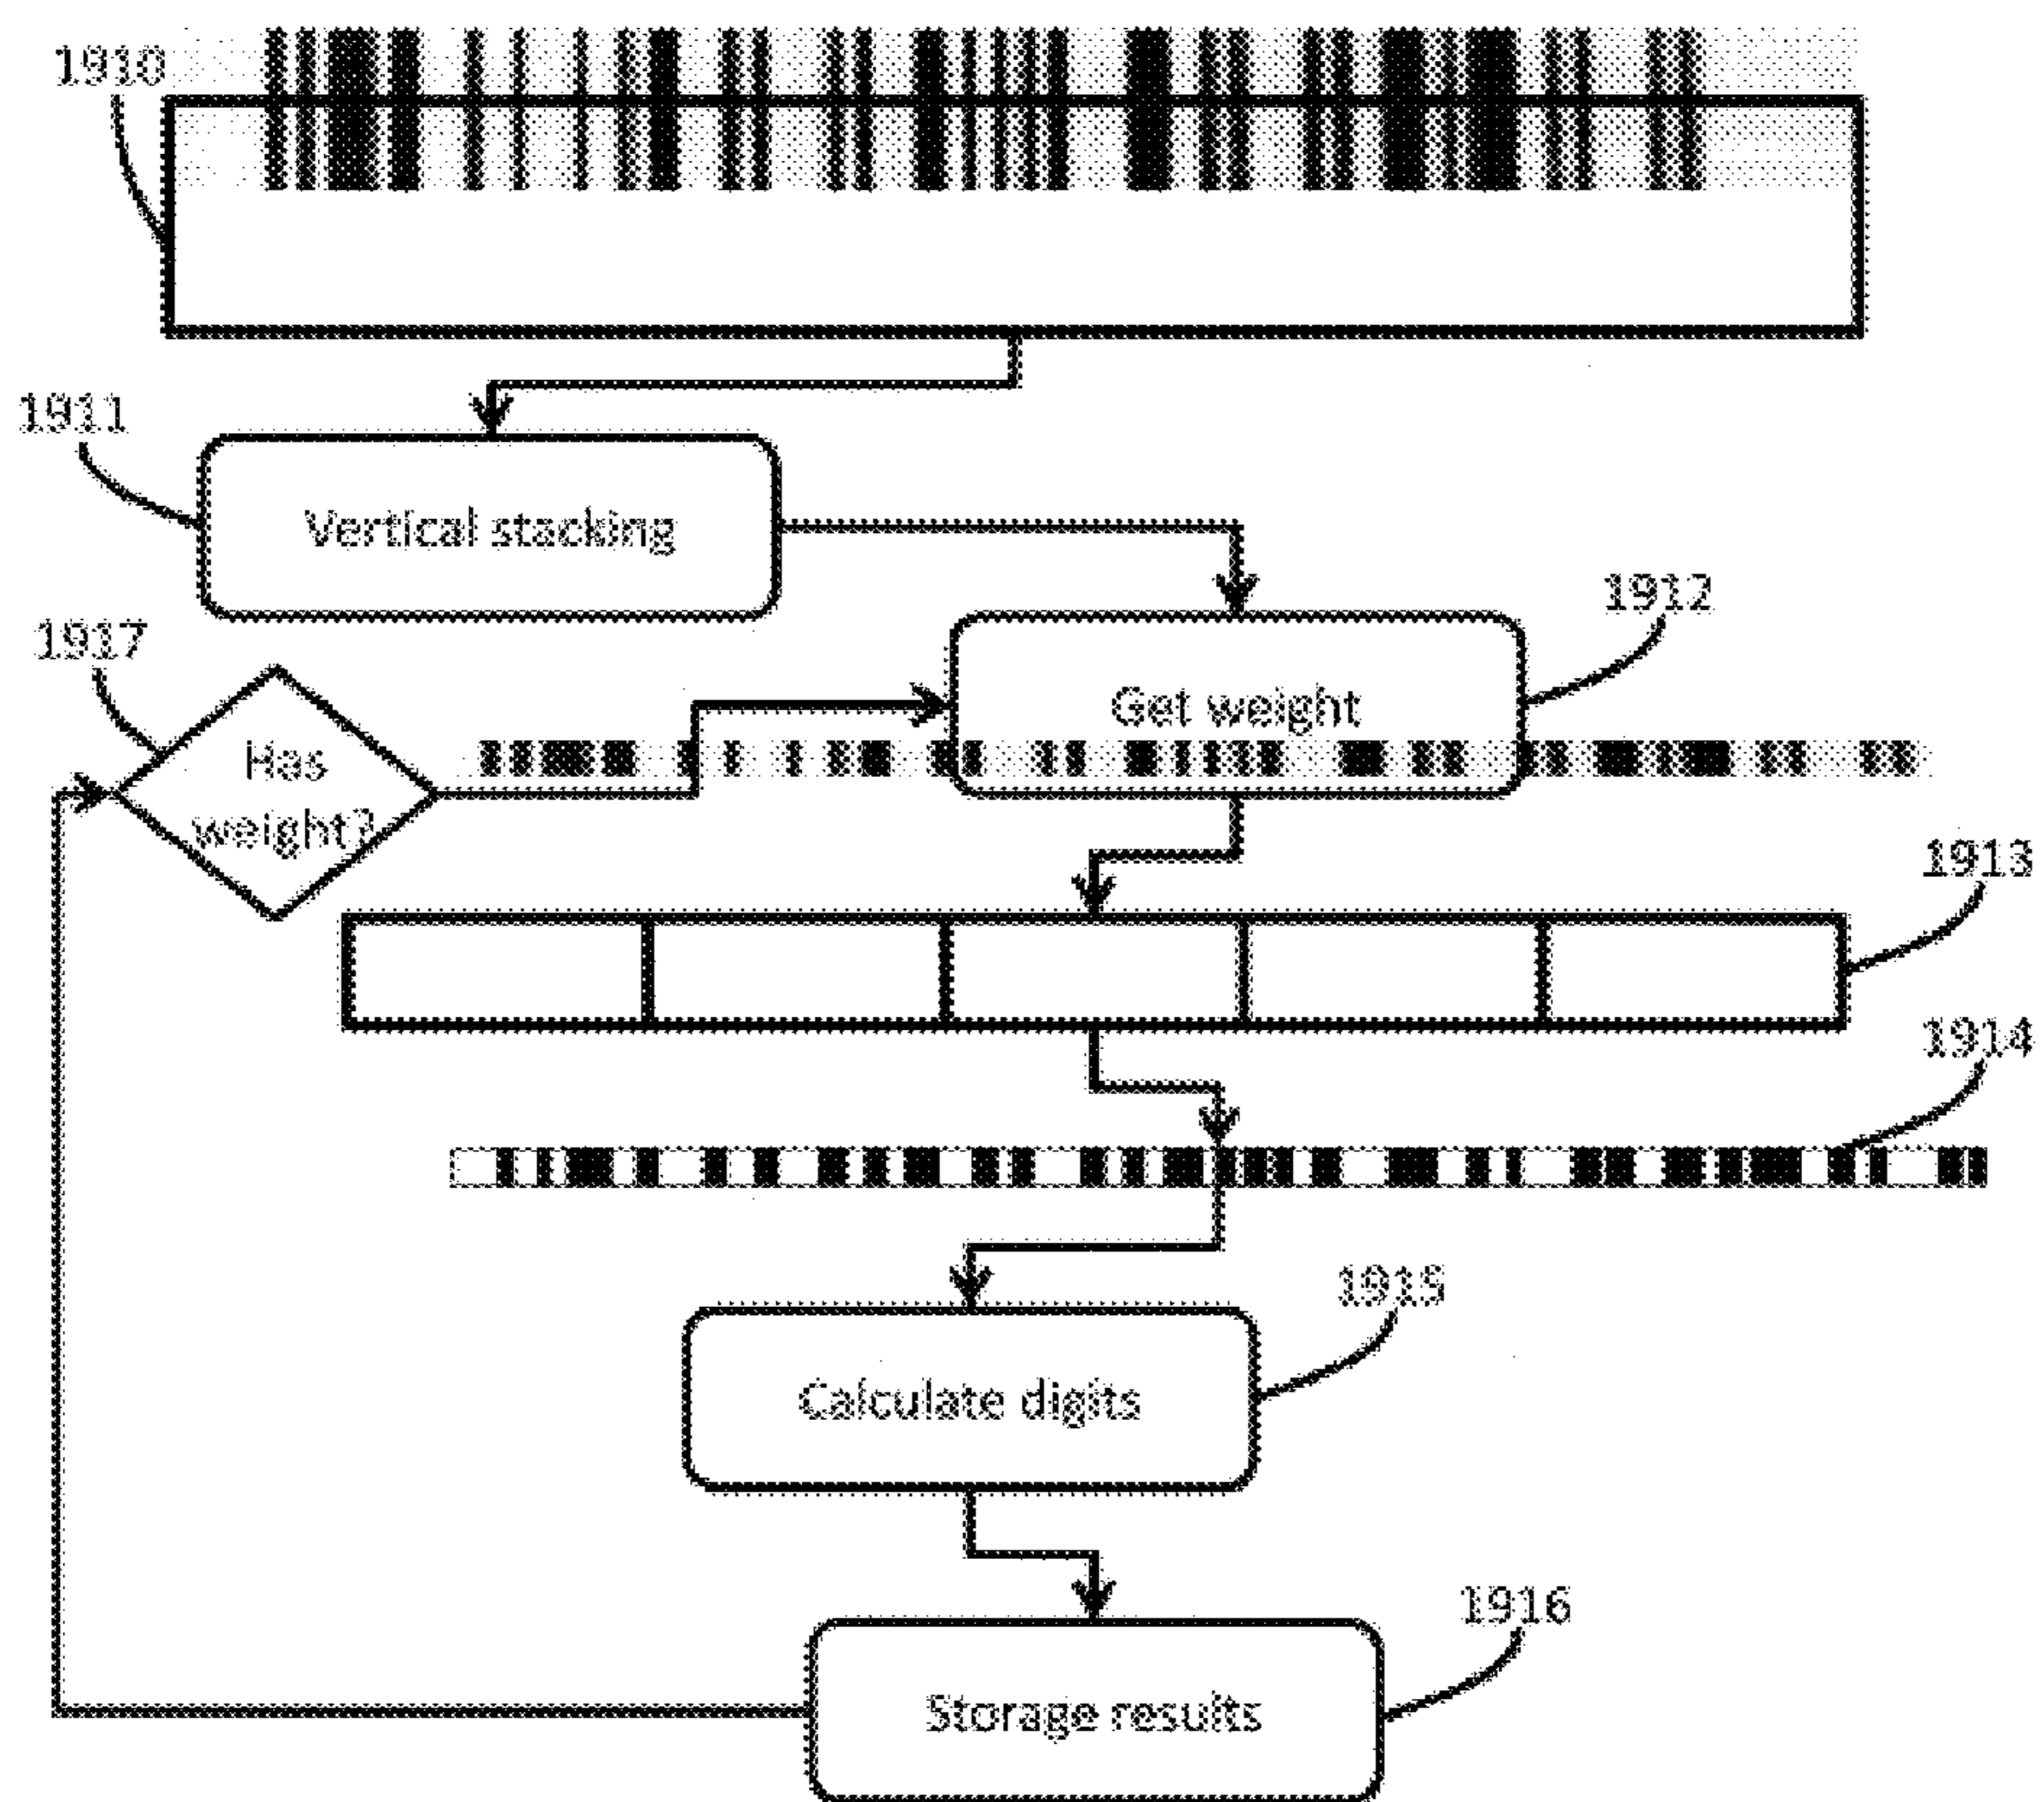 1910
1911
Vertical stacking
1912
1917
Get weight
Has
weight?
1913
1914
1915
Calculate digits
1916
Storage results